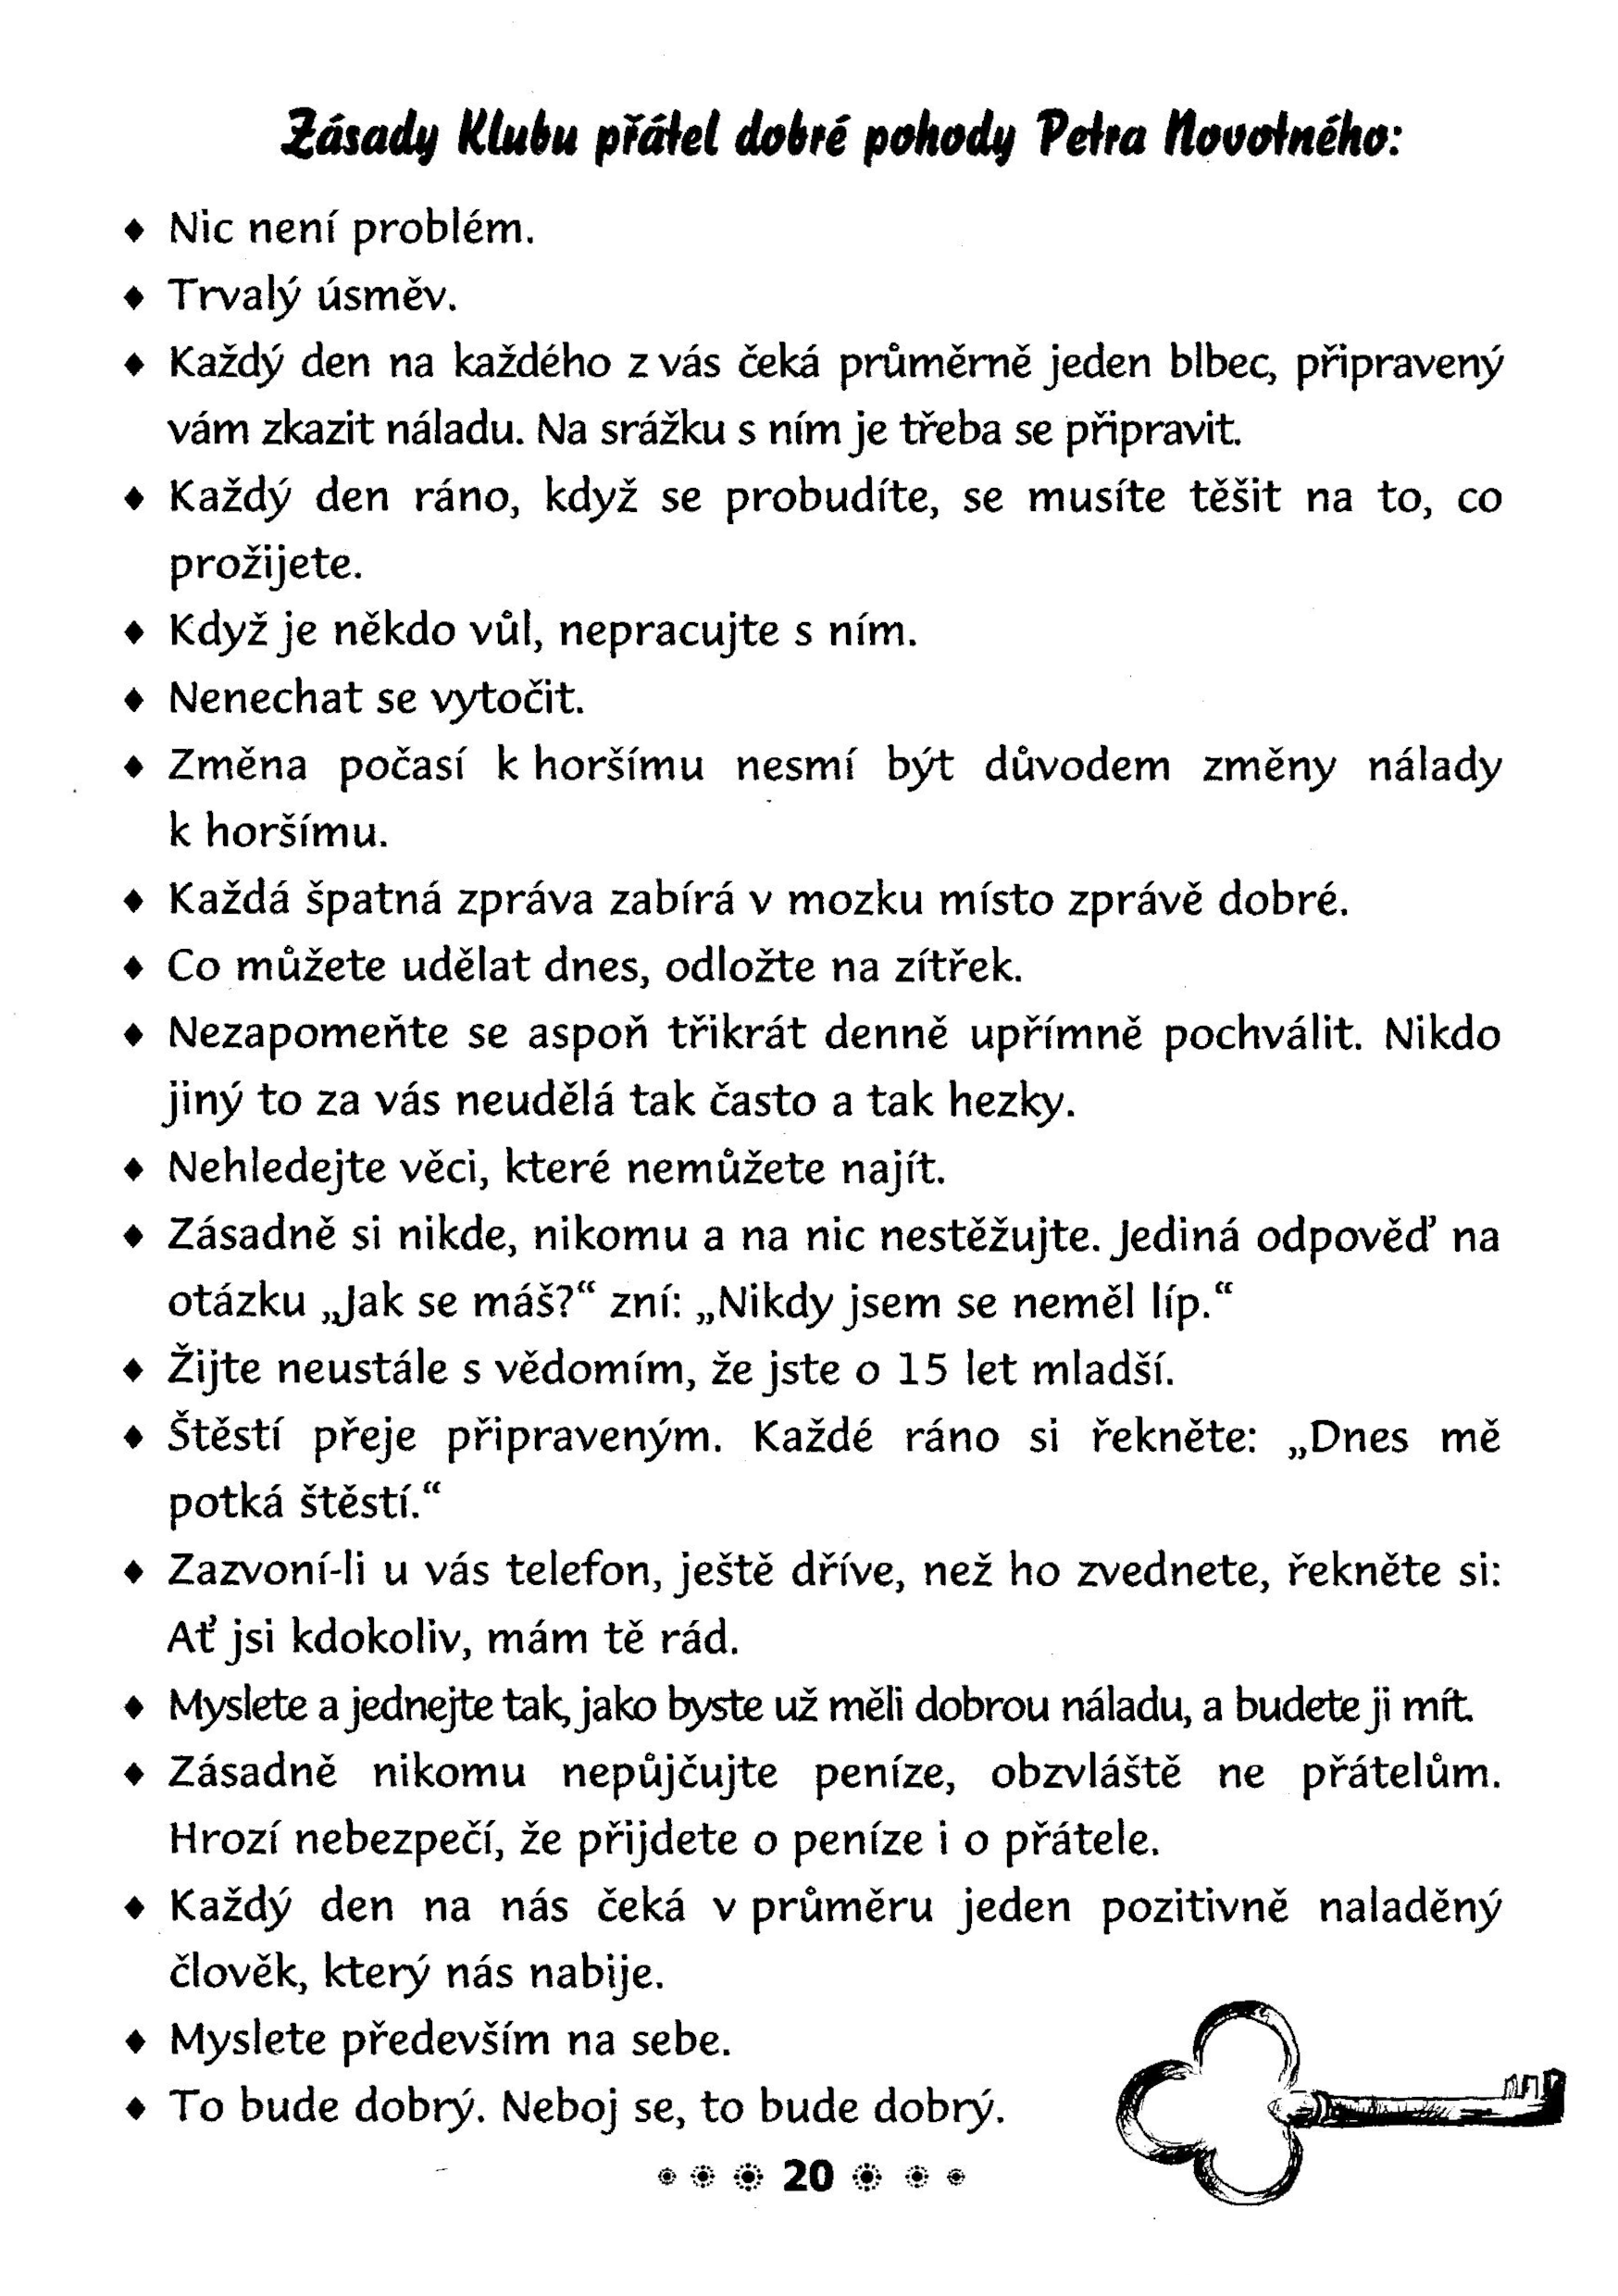 Zásady Klubu přátel dobré pohody Petra Novotného:
♦ Nic není problém.
♦ Trvalý úsměv.
♦ Každý den na každého z vás čeká průměrně jeden blbec, připravený
vám zkazit náladu. Na srážku s ním je třeba se připravit.
♦ Každý den ráno, když se probudíte, se musíte těšit na to, co
prožijete.
♦ Když je někdo vůl, nepracujte s ním.
♦ Nenechat se vytočit.
♦ Změna počasí k horšímu nesmí být důvodem změny nálady
k horšímu.
♦ Každá špatná zpráva zabírá v mozku místo zprávě dobré.
♦ Co můžete udělat dnes, odložte na zítřek.
♦ Nezapomeňte se aspoň třikrát denně upřímně pochválit. Nikdo
jiný to za vás neudělá tak často a tak hezky.
♦ Nehledejte věci, které nemůžete najít.
♦ Zásadně si nikde, nikomu a na nic nestěžujte. Jediná odpověď na
otázku „Jak se máš?“ zní: „Nikdy jsem se neměl líp.“
♦ Žijte neustále s vědomím, že jste o 15 let mladší.
♦ Štěstí přeje připraveným. Každé ráno si řekněte: „Dnes mě
potká štěstí.“
♦ Zazvoní-li u vás telefon, ještě dříve, než ho zvednete, řekněte si:
Ať jsi kdokoliv, mám tě rád.
♦ Myslete a jednejte tak, jako byste už měli dobrou náladu, a budete ji mít.
♦ Zásadně nikomu nepůjčujte peníze, obzvláště ne přátelům.
Hrozí nebezpečí, že přijdete o peníze i o přátele.
♦ Každý den na nás čeká v průměru jeden pozitivně naladěný
člověk, který nás nabije.
♦ Myslete především na sebe.
♦ To bude dobrý. Neboj se, to bude dobrý.
20